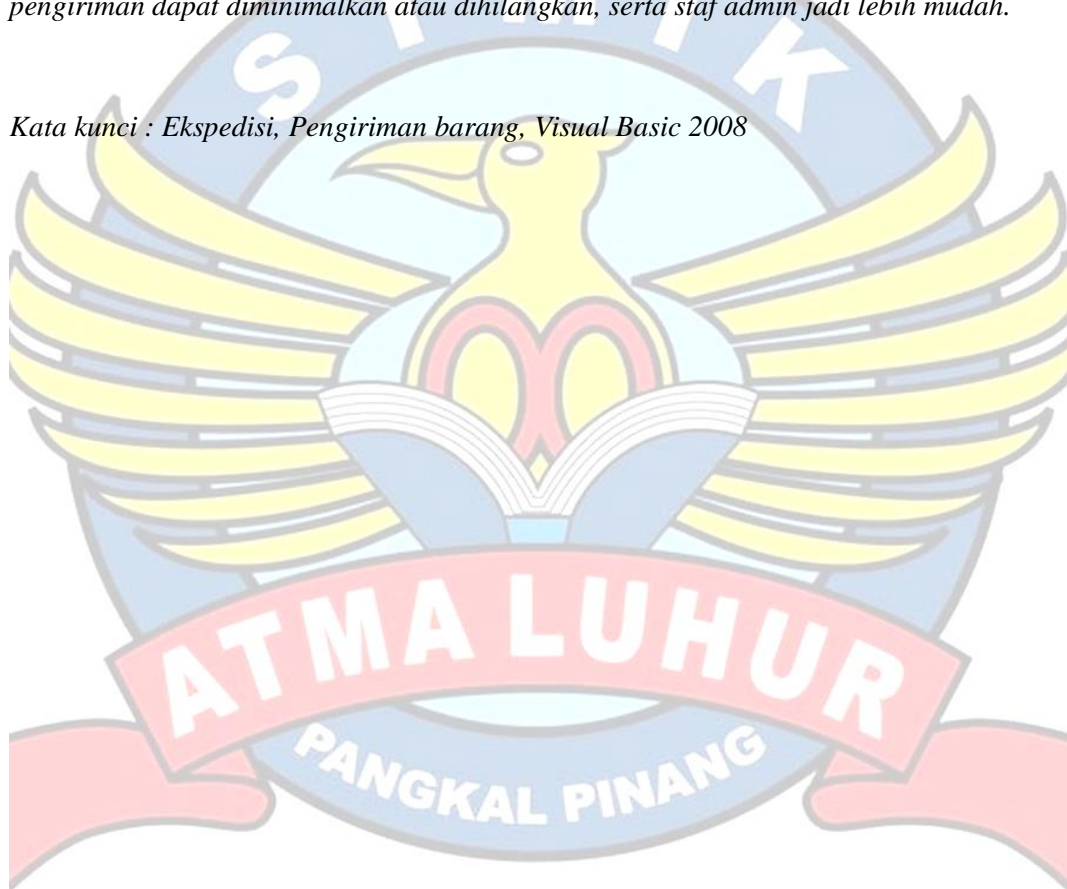 pengiriman dapat diminimalkan atau dihilangkan, serta staf admin jadi lebih mudah.
STMIK
Kata kunci : Ekspedisi, Pengiriman barang, Visual Basic 2008
ATMA LUHUR
PANGKAL PINANG